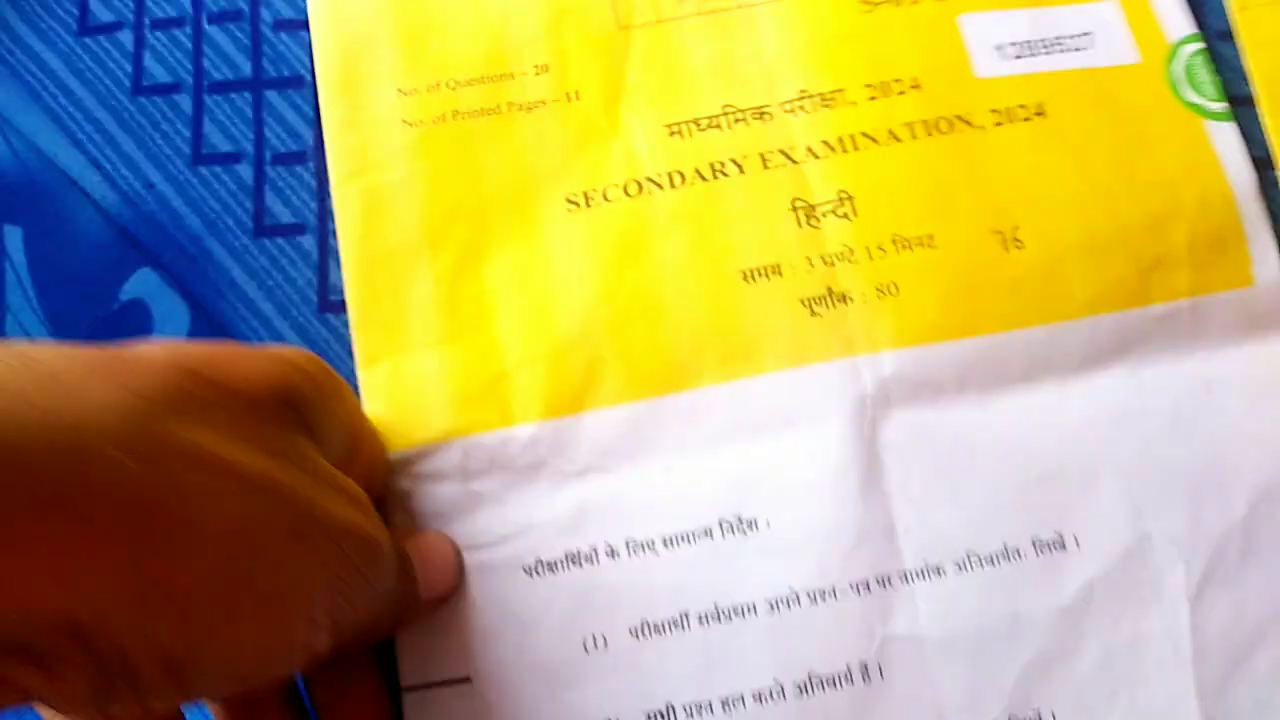 No. of Questions – 20
No. of Printed Pages – 11
माध्यमिक परीक्षा, 2024
SECONDARY EXAMINATION, 2024
हिन्दी
समय : 3 घण्टे 15 मिनट
पूर्णांक : 80
परीक्षार्थियों के लिए सामान्य निर्देश :
(1) परीक्षार्थी सर्वप्रथम अपने प्रश्न-पत्र पर नामांक अनिवार्यतः लिखें ।
सभी प्रश्न हल करने अनिवार्य हैं ।